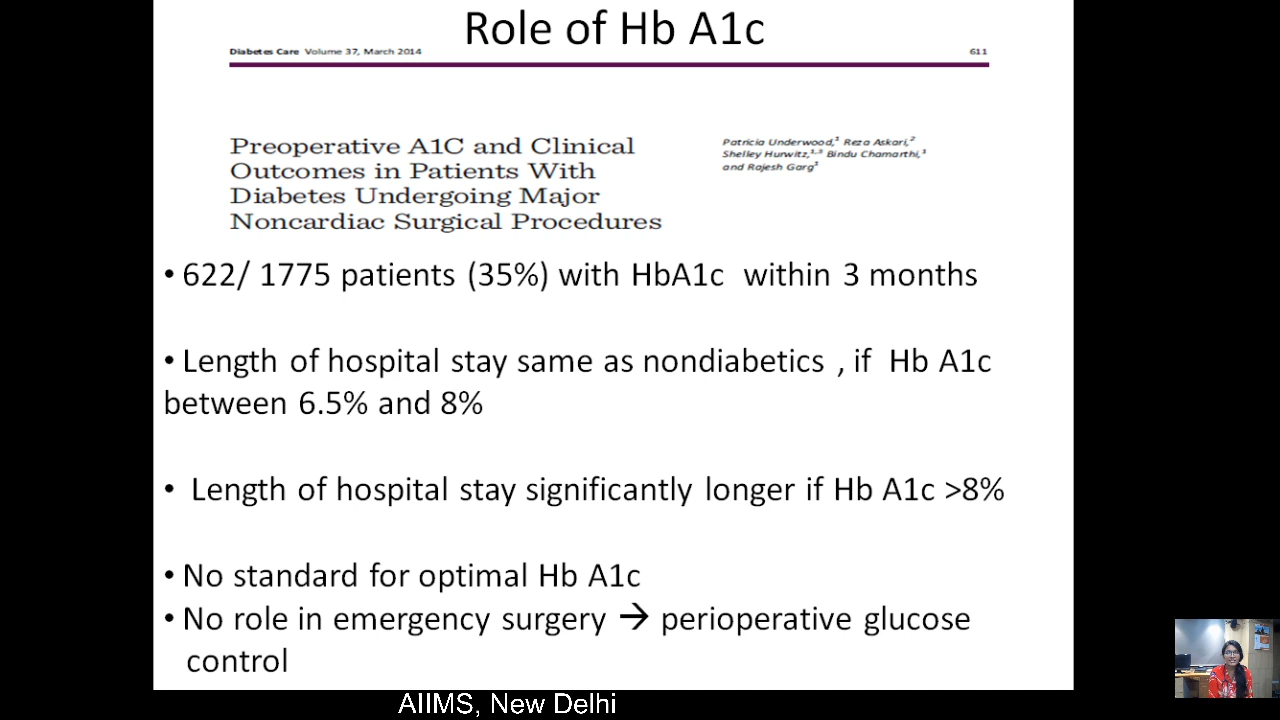 Role of Hb A1c
Diabetes Care Volume 37, March 2014 611
Preoperative A1C and Clinical
Outcomes in Patients With
Diabetes Undergoing Major
Noncardiac Surgical Procedures
Patricia Underwood,¹ Reza Askari,²
Shelley Hurwitz,¹,³ Bindu Chamarthi,¹
and Rajesh Garg¹
• 622/ 1775 patients (35%) with HbA1c within 3 months
• Length of hospital stay same as nondiabetics , if Hb A1c
between 6.5% and 8%
• Length of hospital stay significantly longer if Hb A1c >8%
• No standard for optimal Hb A1c
• No role in emergency surgery → perioperative glucose
control
AIIMS, New Delhi